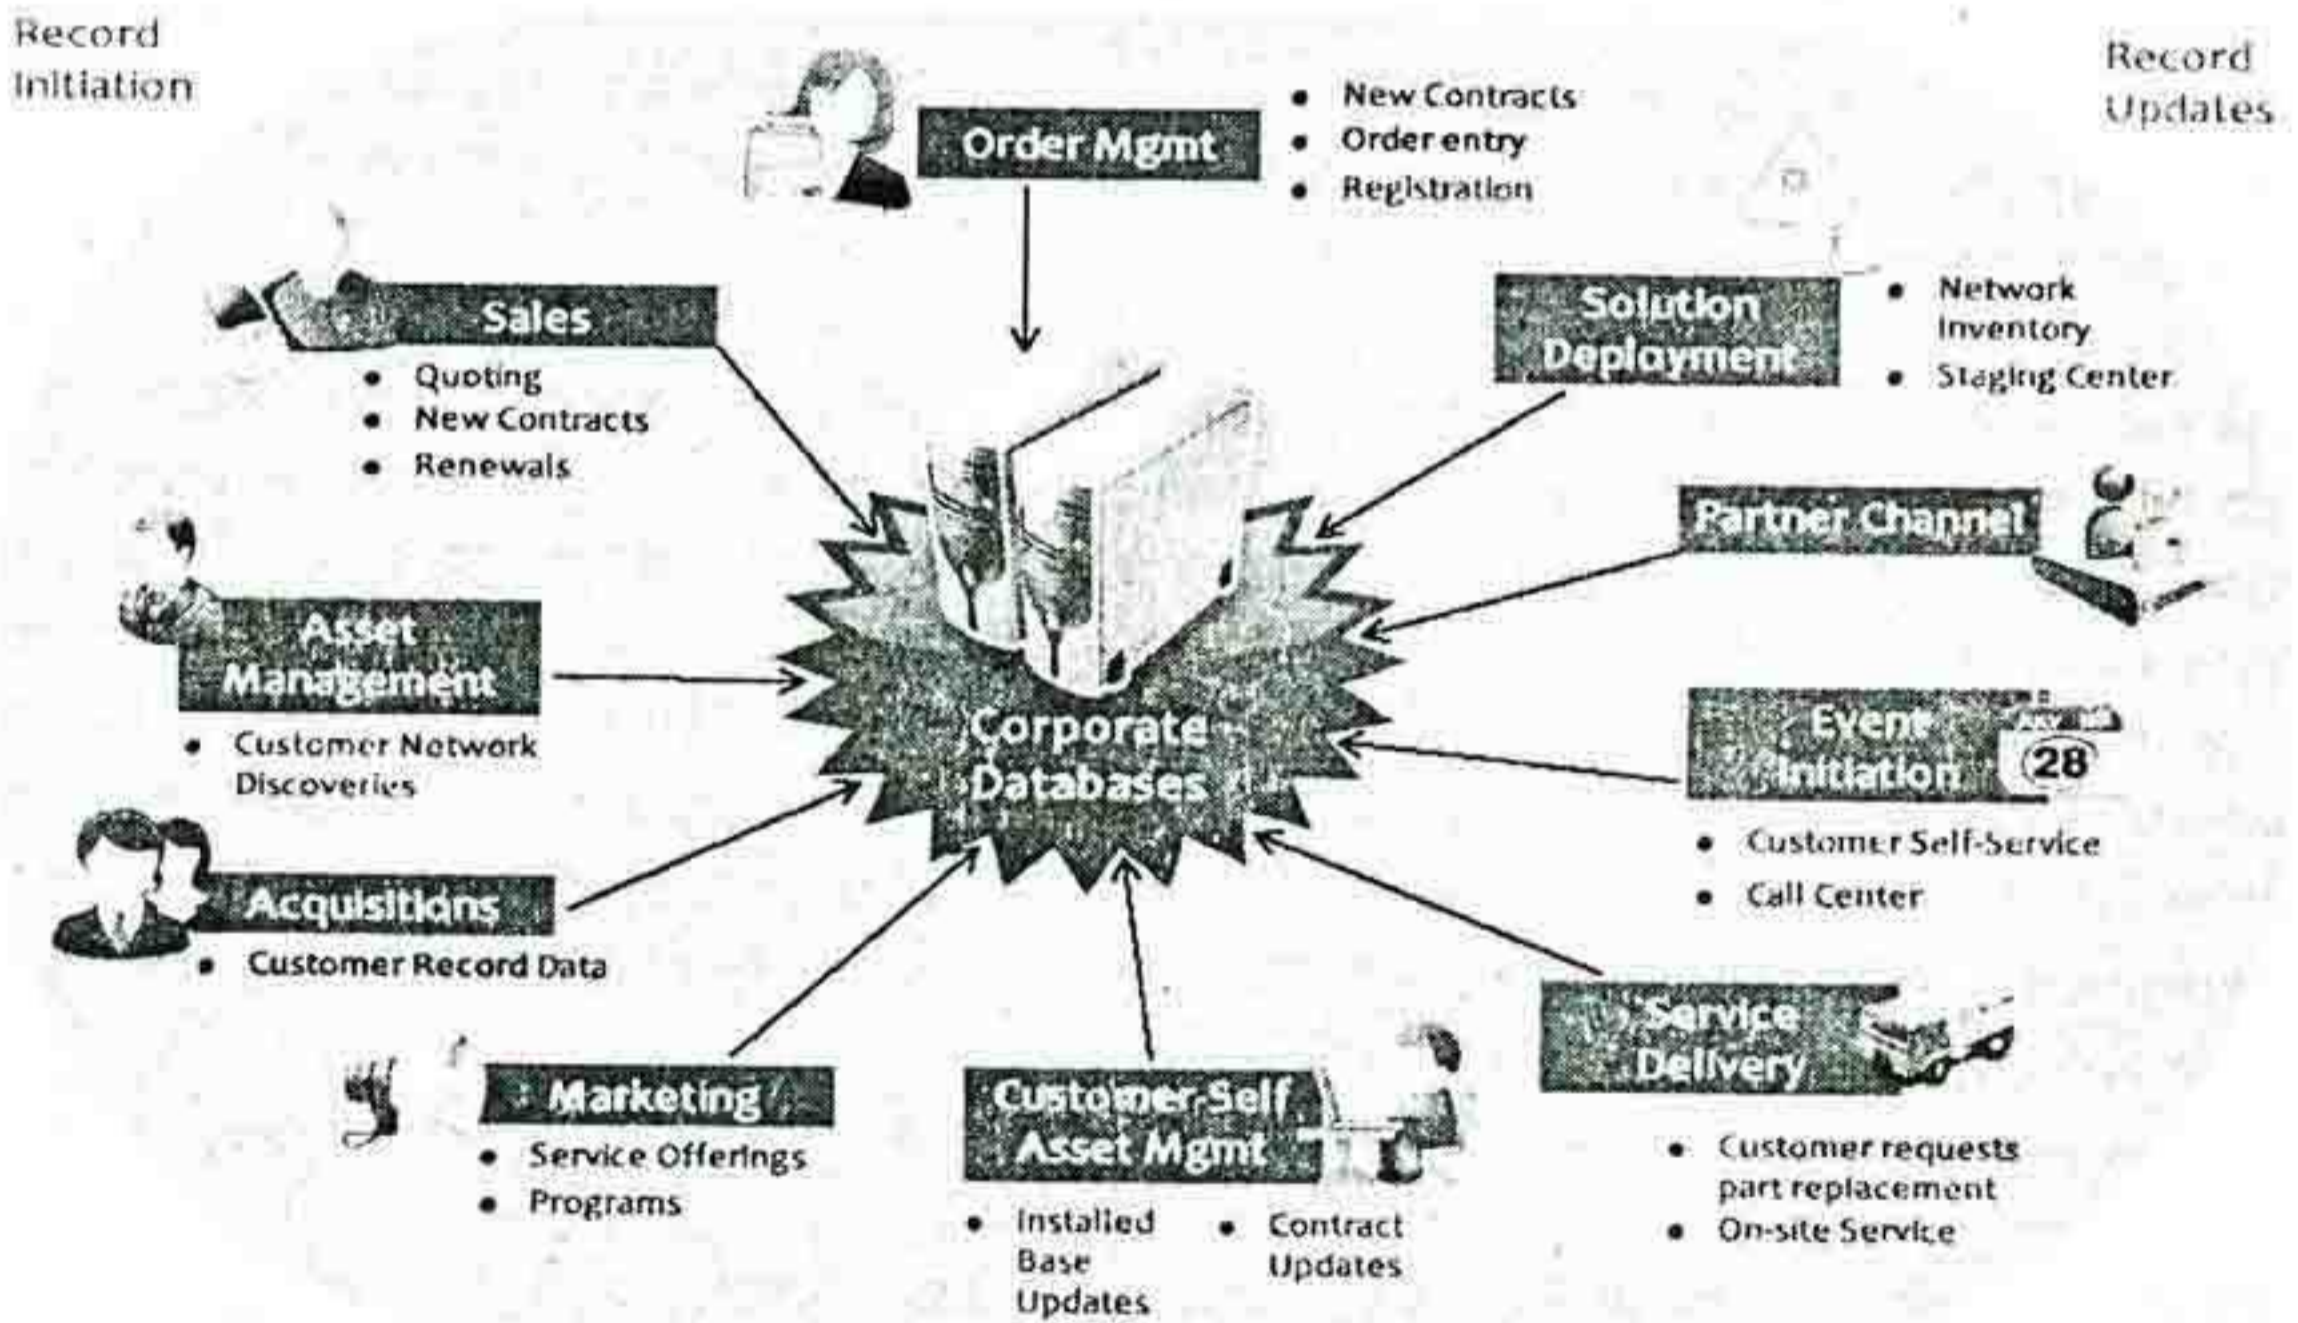 Record
Initiation
Record
Updates
Order Mgmt
• New Contracts
• Order entry
• Registration
Sales
• Quoting
• New Contracts
• Renewals
Solution
Deployment
• Network
Inventory
• Staging Center
Partner Channel
Asset
Management
• Customer Network
Discoveries
Corporate
Databases
Event
Initiation
28
• Customer Self-Service
• Call Center
Acquisitions
• Customer Record Data
Marketing
• Service Offerings
• Programs
Customer Self
Asset Mgmt
• Installed
Base
Updates
• Contract
Updates
Service
Delivery
• Customer requests
part replacement
• On-site Service